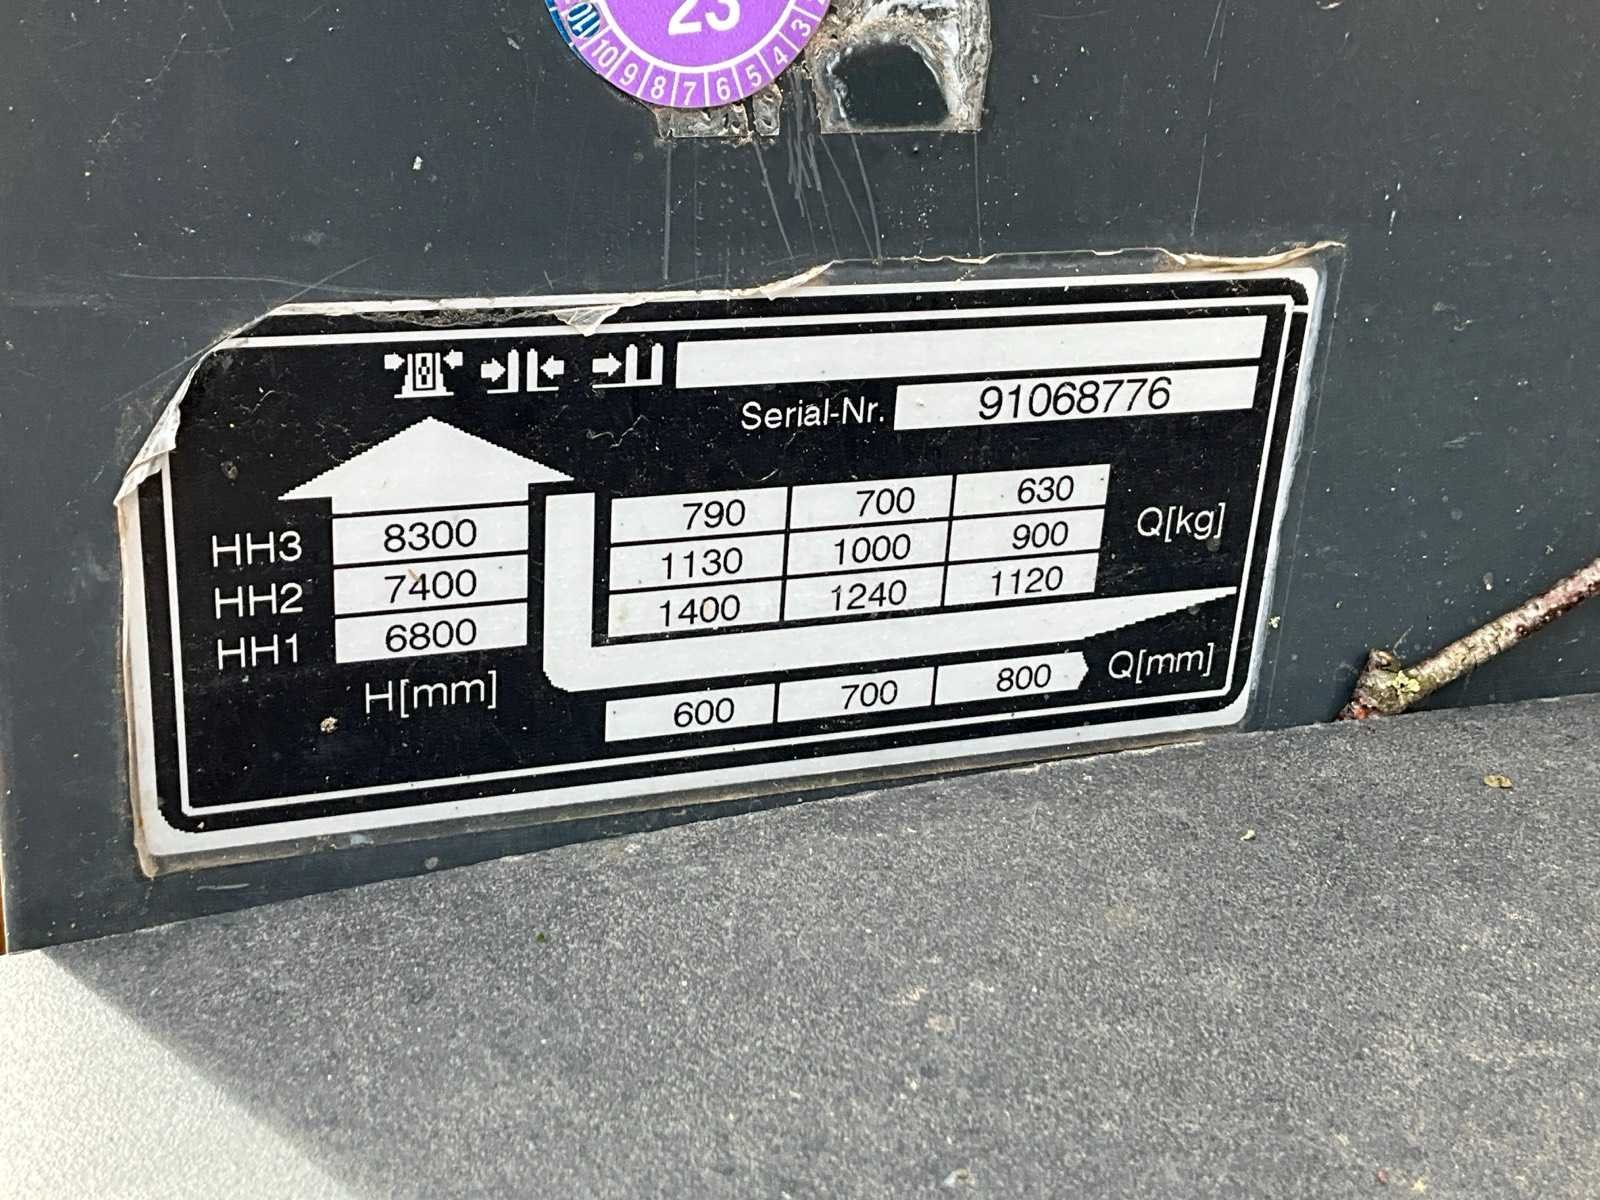 23
10 9 8 7 6 5 4 3
Serial-Nr. 91068776
HH3 8300 790 700 630 Q[kg]
HH2 7400 1130 1000 900
HH1 6800 1400 1240 1120
H[mm] 600 700 800 Q[mm]